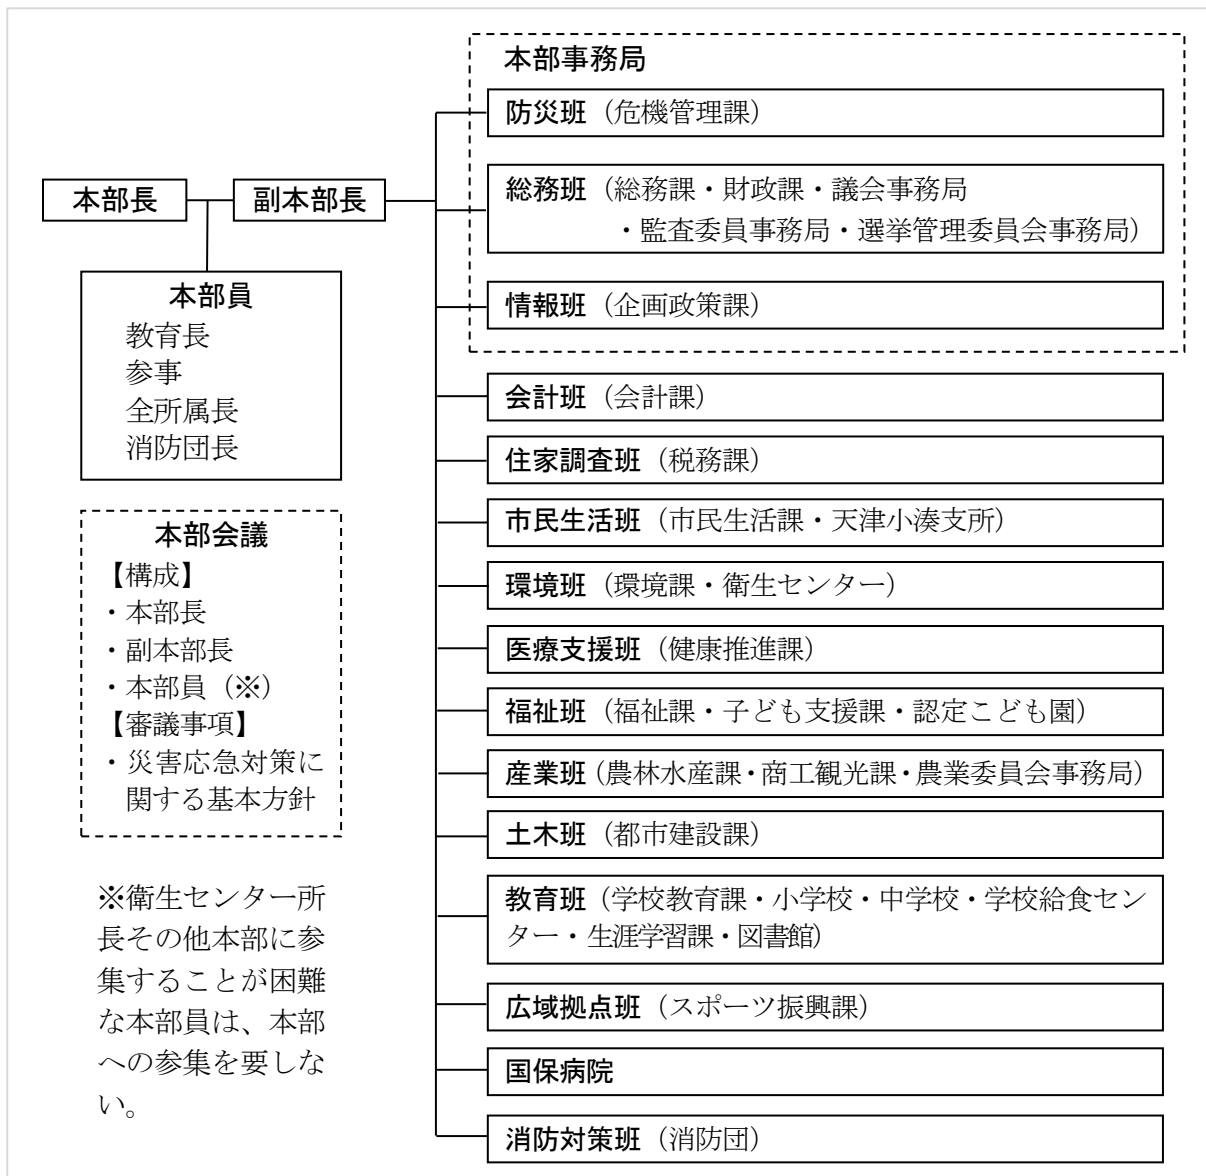 本部長
副本部長
本部員
教育長
参事
全所属長
消防団長
本部会議
【構成】
・本部長
・副本部長
・本部員（※）
【審議事項】
・災害応急対策に
関する基本方針
※衛生センター所
長その他本部に参
集することが困難
な本部員は、本部
への参集を要しな
い。
本部事務局
防災班（危機管理課）
総務班（総務課・財政課・議会事務局
・監査委員事務局・選挙管理委員会事務局）
情報班（企画政策課）
会計班（会計課）
住家調査班（税務課）
市民生活班（市民生活課・天津小湊支所）
環境班（環境課・衛生センター）
医療支援班（健康推進課）
福祉班（福祉課・子ども支援課・認定こども園）
産業班（農林水産課・商工観光課・農業委員会事務局）
土木班（都市建設課）
教育班（学校教育課・小学校・中学校・学校給食セン
ター・生涯学習課・図書館）
広域拠点班（スポーツ振興課）
国保病院
消防対策班（消防団）